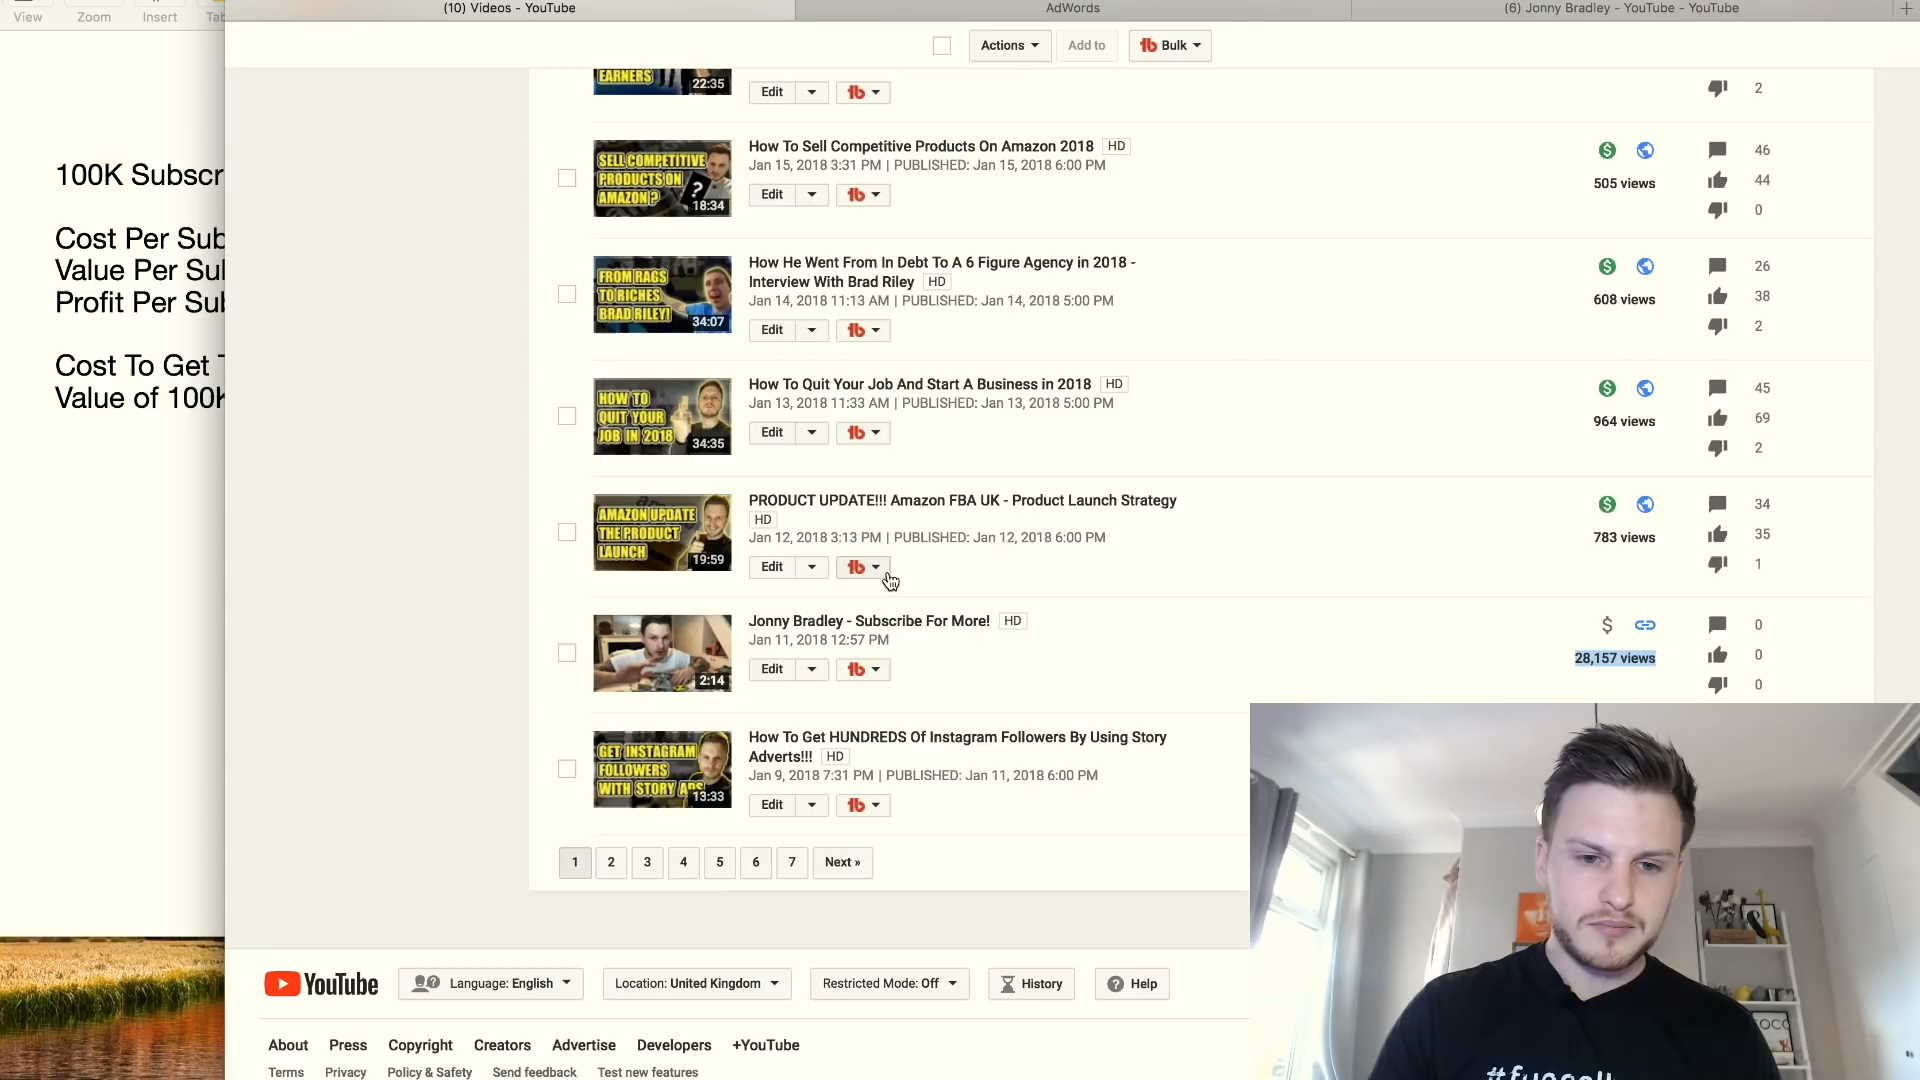 (10) Videos - YouTube
AdWords
(6) Jonny Bradley - YouTube - YouTube
View Zoom Insert
Actions Add to Bulk
100K Subscr
Cost Per Sub
Value Per Su
Profit Per Sub
Cost To Get T
Value of 100K
EARNERS
22:35
Edit
2
SELL COMPETITIVE
PRODUCTS ON
AMAZON?
18:34
How To Sell Competitive Products On Amazon 2018 HD
Jan 15, 2018 3:31 PM | PUBLISHED: Jan 15, 2018 6:00 PM
Edit
505 views
46
44
0
FROM RAGS
TO RICHES
BRAD RILEY!
34:07
How He Went From In Debt To A 6 Figure Agency in 2018 -
Interview With Brad Riley HD
Jan 14, 2018 11:13 AM | PUBLISHED: Jan 14, 2018 5:00 PM
Edit
608 views
26
38
2
HOW TO
QUIT YOUR
JOB IN 2018
34:35
How To Quit Your Job And Start A Business in 2018 HD
Jan 13, 2018 11:33 AM | PUBLISHED: Jan 13, 2018 5:00 PM
Edit
964 views
45
69
2
AMAZON UPDATE
THE PRODUCT
LAUNCH
19:59
PRODUCT UPDATE!!! Amazon FBA UK - Product Launch Strategy
HD
Jan 12, 2018 3:13 PM | PUBLISHED: Jan 12, 2018 6:00 PM
Edit
783 views
34
35
1
2:14
Jonny Bradley - Subscribe For More! HD
Jan 11, 2018 12:57 PM
Edit
28,157 views
0
0
0
GET INSTAGRAM
FOLLOWERS
WITH STORY ADS
13:33
How To Get HUNDREDS Of Instagram Followers By Using Story
Adverts!!! HD
Jan 9, 2018 7:31 PM | PUBLISHED: Jan 11, 2018 6:00 PM
Edit
1 2 3 4 5 6 7 Next »
YouTube
Language: English
Location: United Kingdom
Restricted Mode: Off
History
Help
About Press Copyright Creators Advertise Developers +YouTube
Terms Privacy Policy & Safety Send feedback Test new features